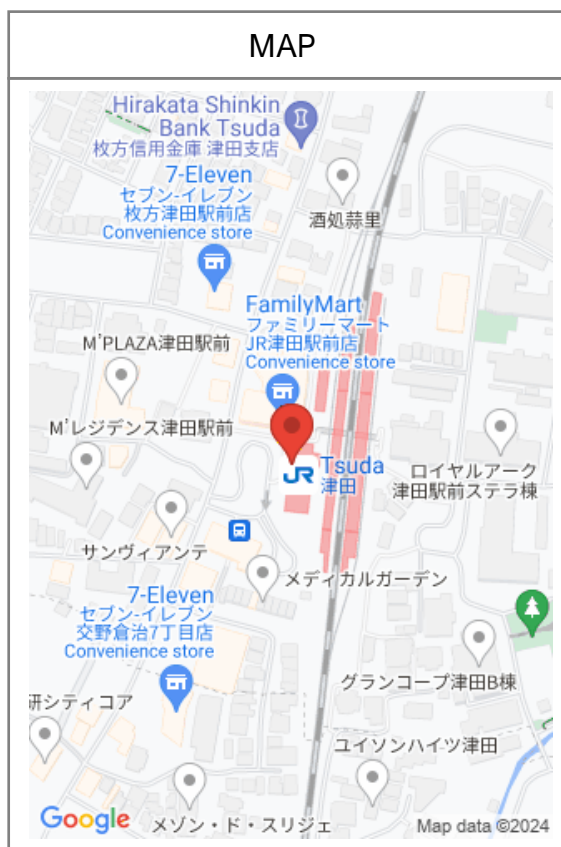 MAP
Hirakata Shinkin
Bank Tsuda
枚方信用金庫 津田支店
7-Eleven
セブン-イレブン
枚方津田駅前店
Convenience store
酒処蒜里
FamilyMart
ファミリーマート
JR津田駅前店
Convenience store
M'PLAZA津田駅前
M'レジデンス津田駅前
JR
Tsuda
津田
ロイヤルアーク
津田駅前ステラ棟
サンヴィアンテ
メディカルガーデン
7-Eleven
セブン-イレブン
交野倉治7丁目店
Convenience store
グランコープ津田B棟
研シティコア
ユイソンハイツ津田
メゾン・ド・スリジェ
Google
Map data ©2024